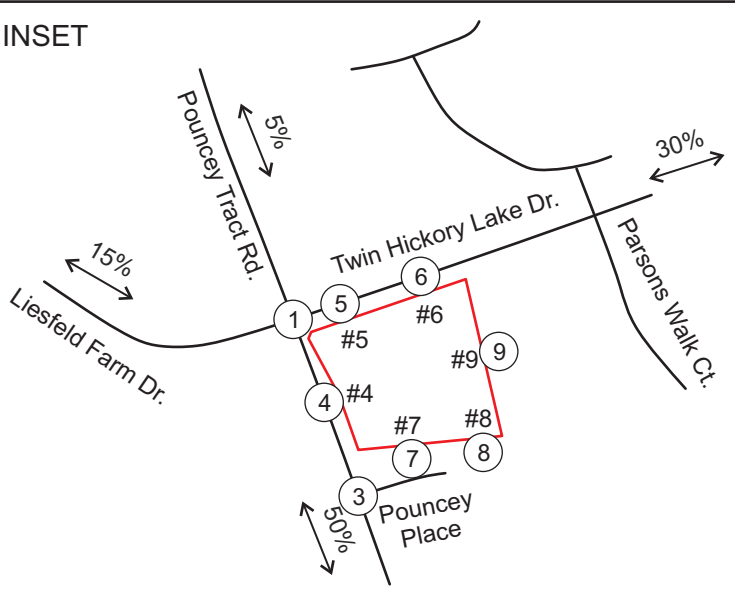 INSET
Pouncey Tract Rd.
5%
30%
Twin Hickory Lake Dr.
15%
Liesfeld Farm Dr.
Parsons Walk Ct.
1
5
6
#5
#6
#9
9
4
#4
#7
#8
7
8
3
Pouncey
Place
50%